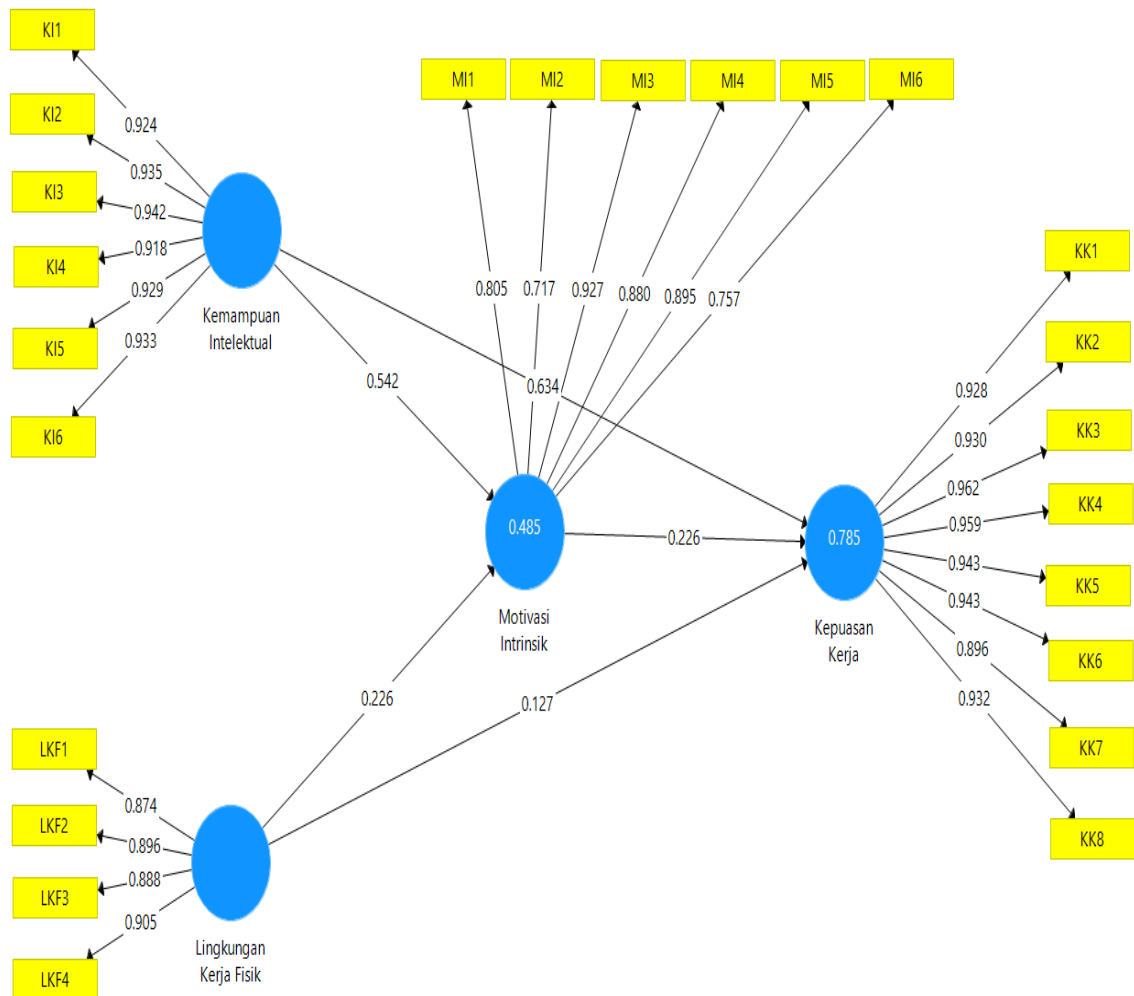 KI1
KI2
KI3
KI4
KI5
KI6
0.924
0.935
0.942
0.918
0.929
0.933
Kemampuan
Intelektual
MI1
MI2
MI3
MI4
MI5
MI6
0.805
0.717
0.927
0.880
0.895
0.757
0.542
0.634
0.485
Motivasi
Intrinsik
0.226
0.226
0.127
0.785
Kepuasan
Kerja
KK1
KK2
KK3
KK4
KK5
KK6
KK7
KK8
0.928
0.930
0.962
0.959
0.943
0.943
0.896
0.932
LKF1
LKF2
LKF3
LKF4
0.874
0.896
0.888
0.905
Lingkungan
Kerja Fisik